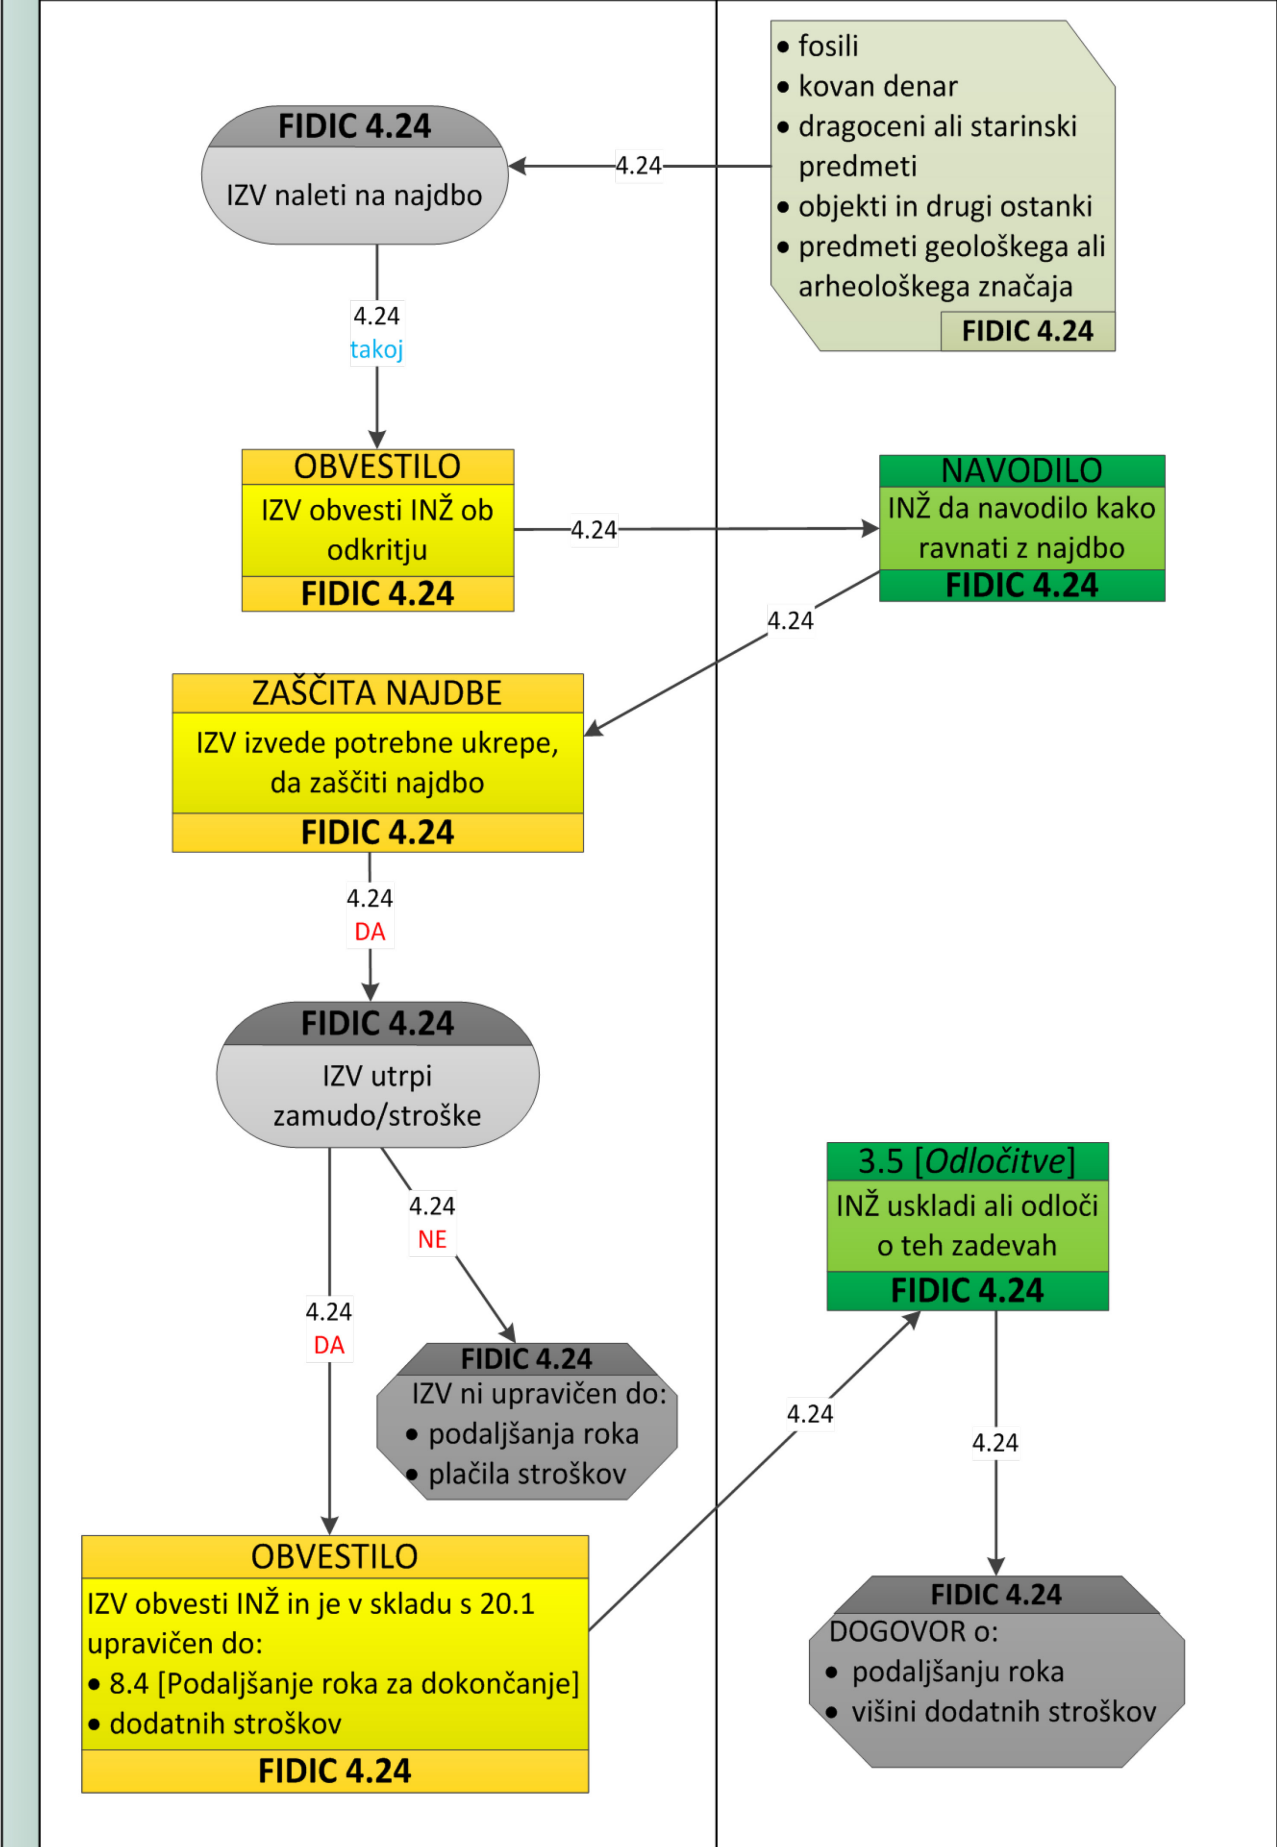 FIDIC 4.24
IZV naleti na najdbo
4.24
• fosili
• kovan denar
• dragoceni ali starinski
predmeti
• objekti in drugi ostanki
• predmeti geološkega ali
arheološkega značaja
FIDIC 4.24
4.24
takoj
OBVESTILO
IZV obvesti INŽ ob
odkritju
FIDIC 4.24
4.24
NAVODILO
INŽ da navodilo kako
ravnati z najdbo
FIDIC 4.24
4.24
ZAŠČITA NAJDBE
IZV izvede potrebne ukrepe,
da zaščiti najdbo
FIDIC 4.24
4.24
DA
FIDIC 4.24
IZV utrpi
zamudo/stroške
4.24
NE
4.24
DA
FIDIC 4.24
IZV ni upravičen do:
• podaljšanja roka
• plačila stroškov
OBVESTILO
IZV obvesti INŽ in je v skladu s 20.1
upravičen do:
• 8.4 [Podaljšanje roka za dokončanje]
• dodatnih stroškov
FIDIC 4.24
4.24
3.5 [Odločitve]
INŽ uskladi ali odloči
o teh zadevah
FIDIC 4.24
4.24
FIDIC 4.24
DOGOVOR o:
• podaljšanju roka
• višini dodatnih stroškov